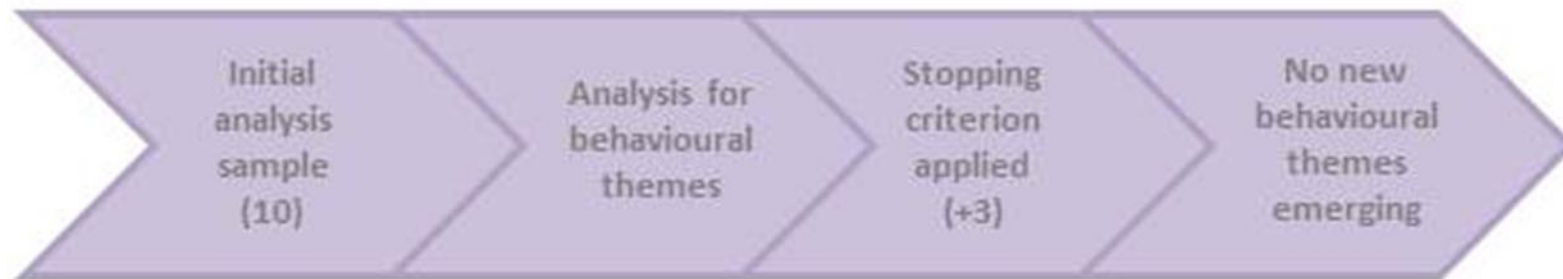 Initial
analysis
sample
(10)
Analysis for
behavioural
themes
Stopping
criterion
applied
(+3)
No new
behavioural
themes
emerging